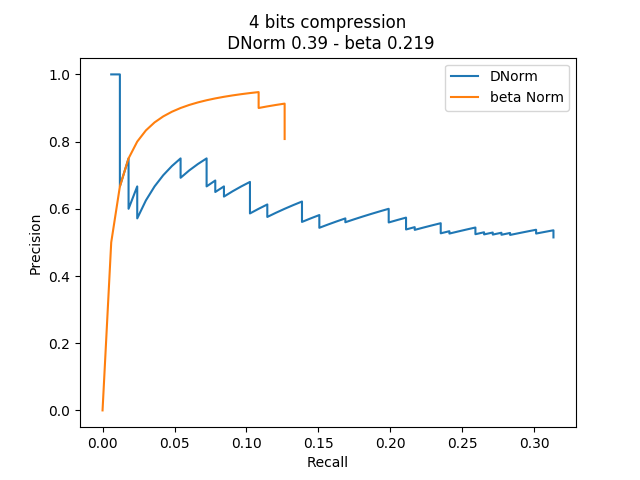 4 bits compression
DNorm 0.39 - beta 0.219
DNorm
beta Norm
1.0
0.8
0.6
0.4
0.2
0.0
Precision
0.00 0.05 0.10 0.15 0.20 0.25 0.30
Recall